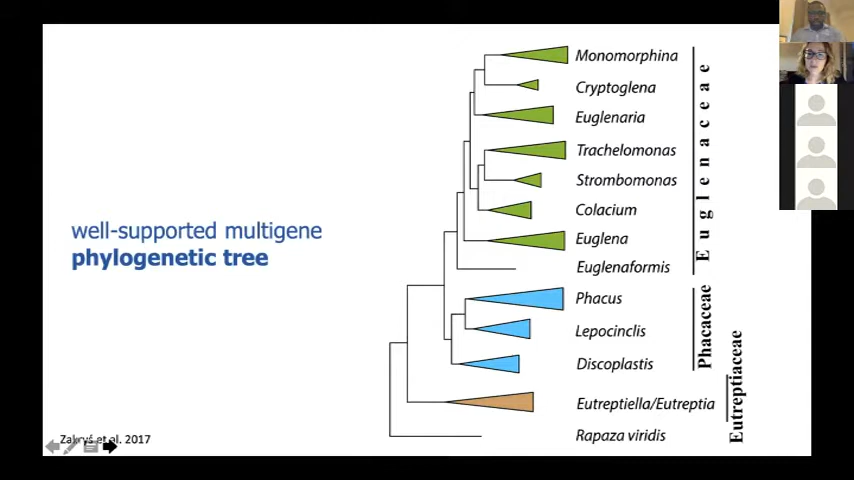 well-supported multigene
phylogenetic tree
Monomorphina
Cryptoglena
Euglenaria
Trachelomonas
Strombomonas
Colacium
Euglena
Euglenaformis
Phacus
Lepocinclis
Discoplastis
Eutreptiella/Eutreptia
Rapaza viridis
Euglenaceae
Phacaceae
Eutreptiaceae
Zakryś et al. 2017